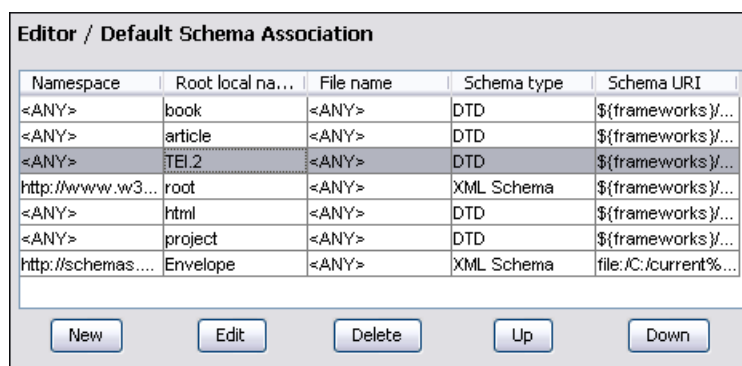 Editor / Default Schema Association
Namespace Root local na... File name Schema type Schema URI
<ANY> book <ANY> DTD ${frameworks}/...
<ANY> article <ANY> DTD ${frameworks}/...
<ANY> TEI.2 <ANY> DTD ${frameworks}/...
http://www.w3... root <ANY> XML Schema ${frameworks}/...
<ANY> html <ANY> DTD ${frameworks}/...
<ANY> project <ANY> DTD ${frameworks}/...
http://schemas.... Envelope <ANY> XML Schema file:/C:/current%...
New Edit Delete Up Down